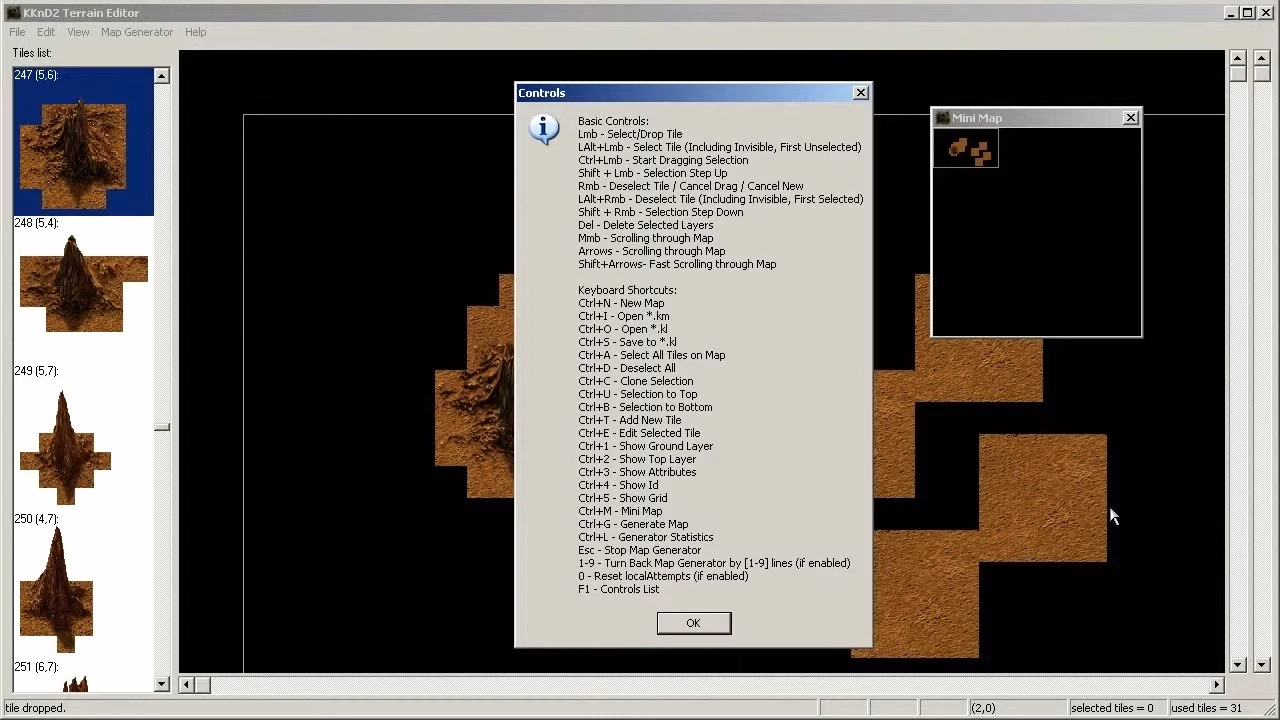 KKnD2 Terrain Editor
File Edit View Map Generator Help
Tiles list:
247 (5,6):
248 (5,4):
249 (5,7):
250 (4,7):
251 (6,7):
Controls
Basic Controls:
Lmb - Select/Drop Tile
LAlt+Lmb - Select Tile (Including Invisible, First Unselected)
Ctrl+Lmb - Start Dragging Selection
Shift + Lmb - Selection Step Up
Rmb - Deselect Tile / Cancel Drag / Cancel New
LAlt+Rmb - Deselect Tile (Including Invisible, First Selected)
Shift + Rmb - Selection Step Down
Del - Delete Selected Layers
Mmb - Scrolling through Map
Arrows - Scrolling through Map
Shift+Arrows- Fast Scrolling through Map
Keyboard Shortcuts:
Ctrl+N - New Map
Ctrl+I - Open *.km
Ctrl+O - Open *.kl
Ctrl+S - Save to *.kl
Ctrl+A - Select All Tiles on Map
Ctrl+D - Deselect All
Ctrl+C - Clone Selection
Ctrl+U - Selection to Top
Ctrl+B - Selection to Bottom
Ctrl+T - Add New Tile
Ctrl+E - Edit Selected Tile
Ctrl+1 - Show Ground Layer
Ctrl+2 - Show Top Layer
Ctrl+3 - Show Attributes
Ctrl+4 - Show Id
Ctrl+5 - Show Grid
Ctrl+M - Mini Map
Ctrl+G - Generate Map
Ctrl+L - Generator Statistics
Esc - Stop Map Generator
1-9 - Turn Back Map Generator by [1-9] lines (if enabled)
0 - Reset localAttempts (if enabled)
F1 - Controls List
OK
Mini Map
tile dropped.
(2,0)
selected tiles = 0
used tiles = 31